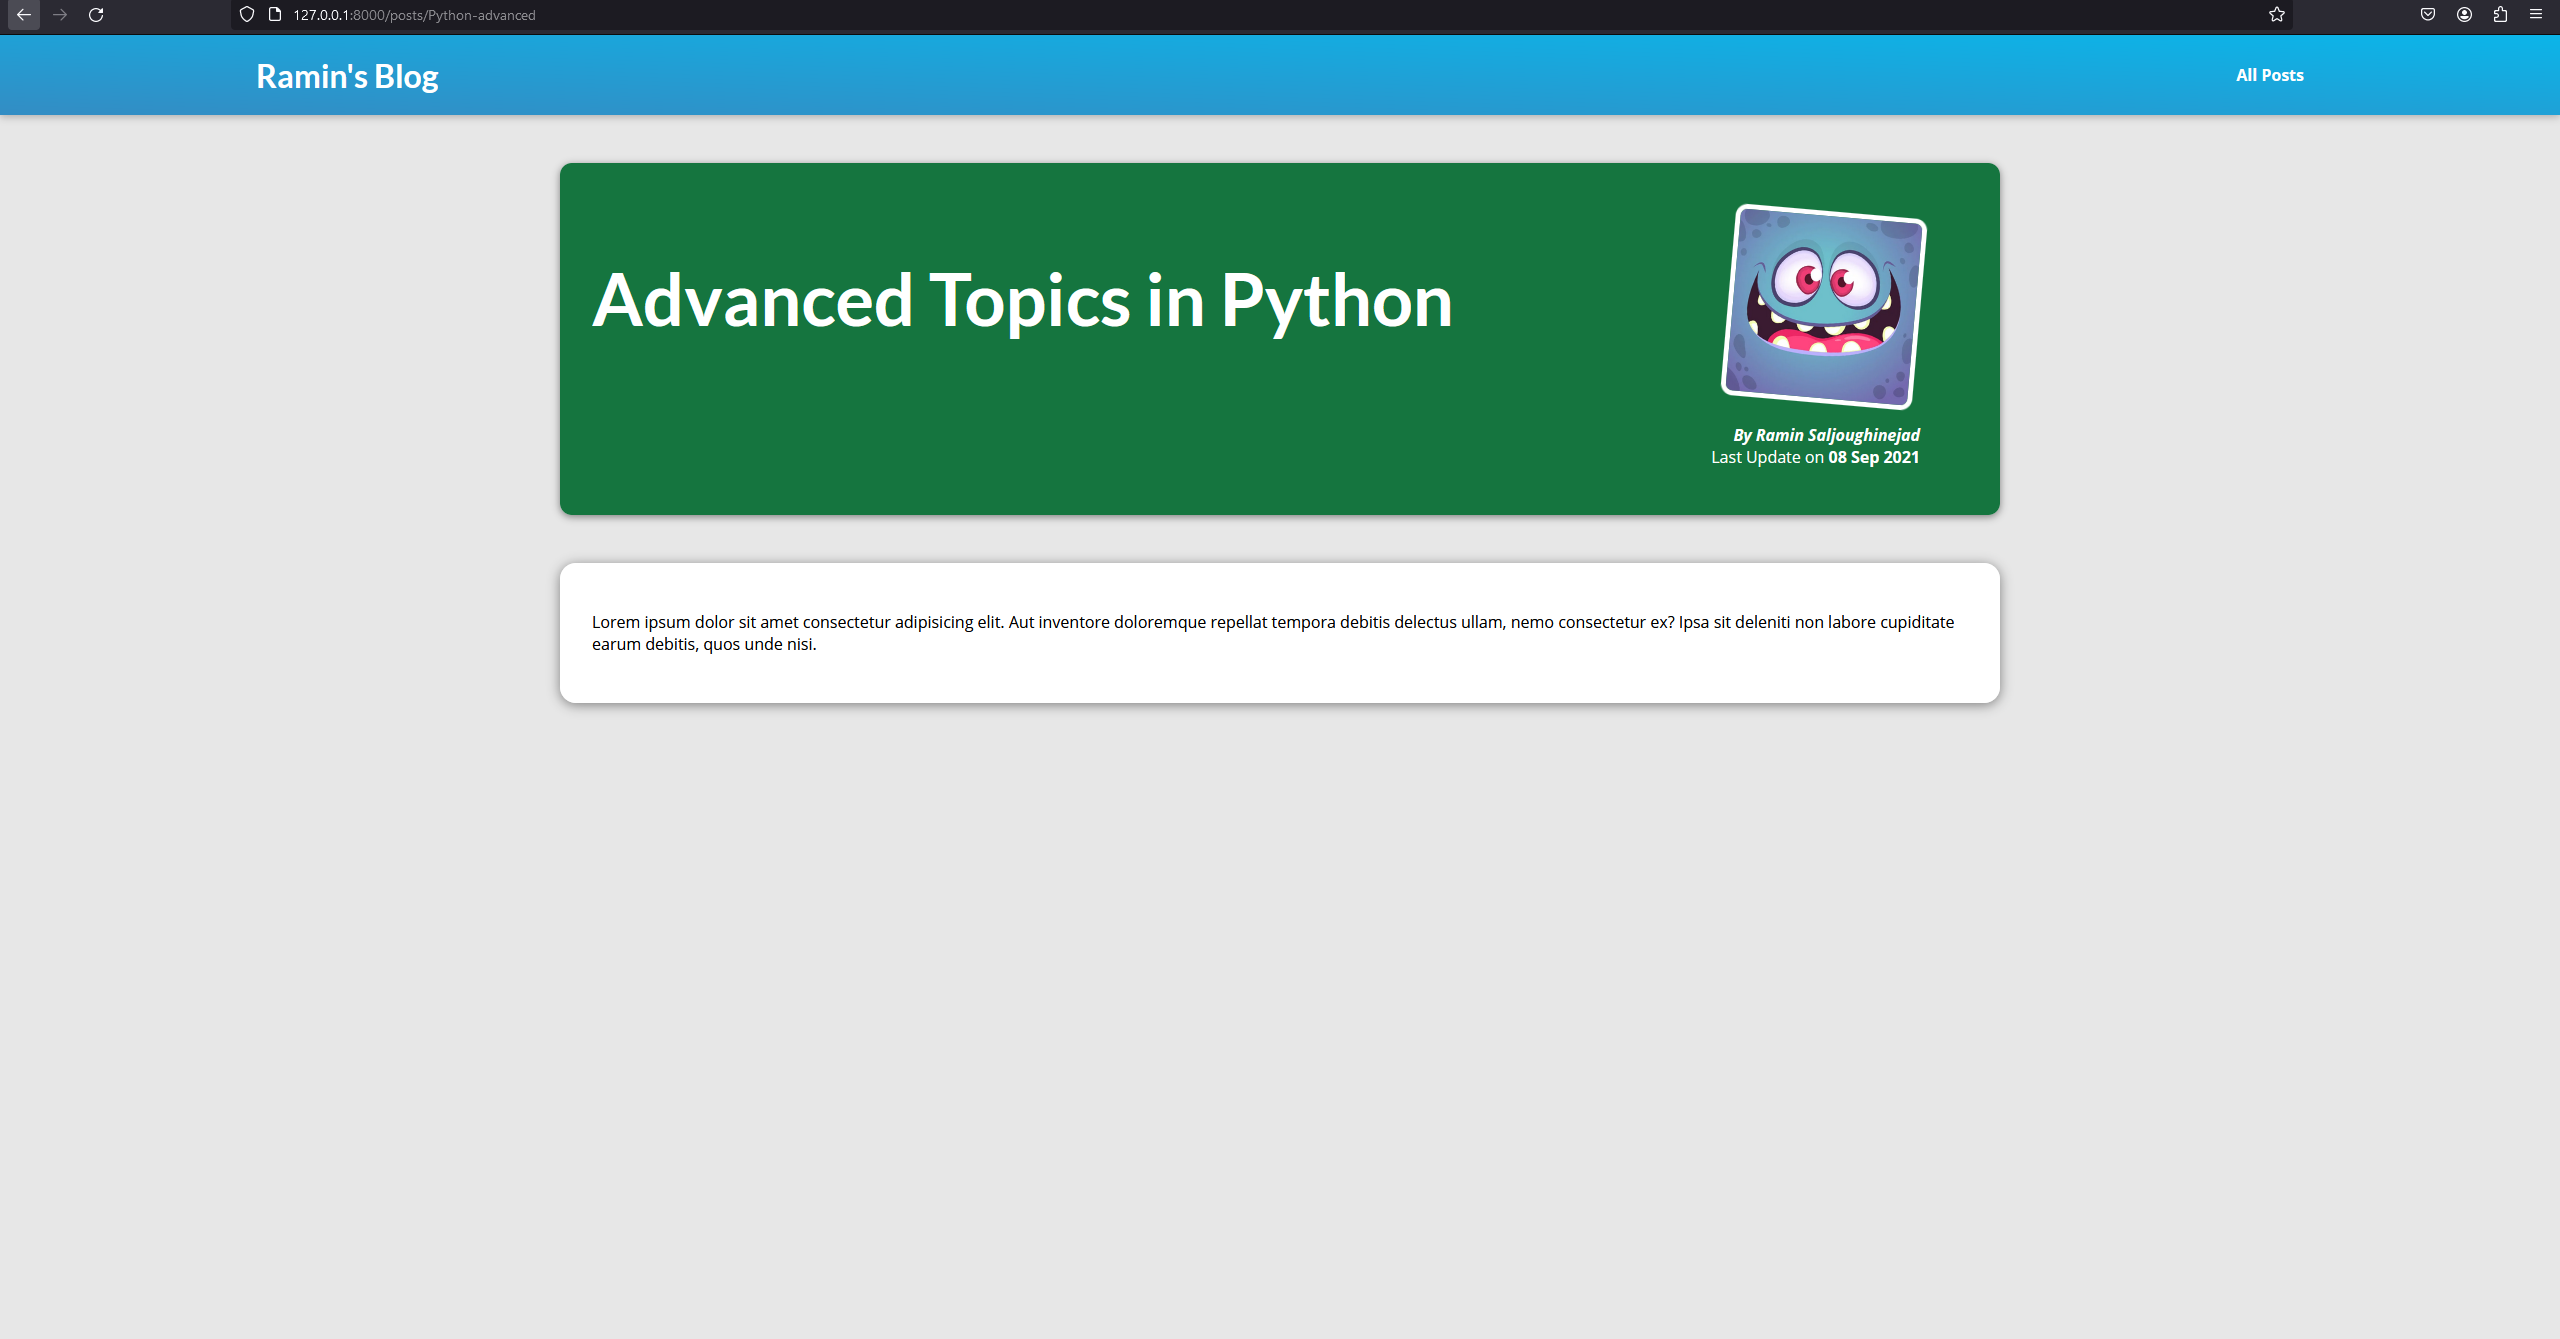 127.0.0.1:8000/posts/Python-advanced
Ramin's Blog
All Posts
Advanced Topics in Python
By Ramin Saljoughinejad
Last Update on 08 Sep 2021
Lorem ipsum dolor sit amet consectetur adipisicing elit. Aut inventore doloremque repellat tempora debitis delectus ullam, nemo consectetur ex? Ipsa sit deleniti non labore cupiditate
earum debitis, quos unde nisi.